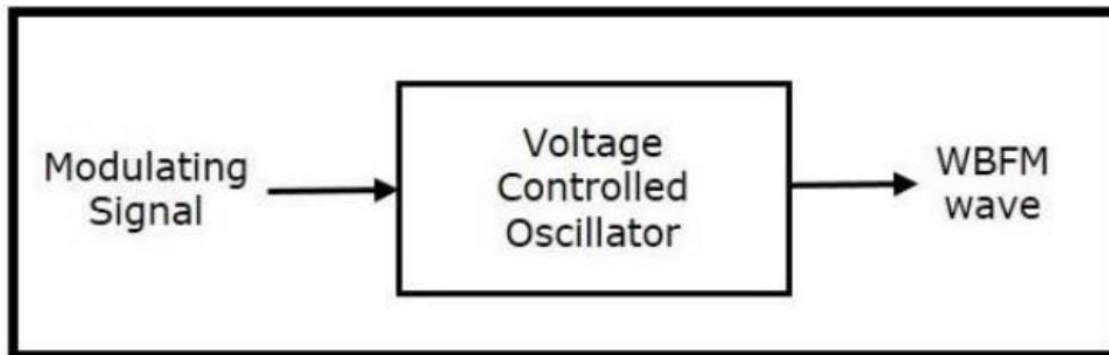 Modulating
Signal
Voltage
Controlled
Oscillator
WBFM
wave